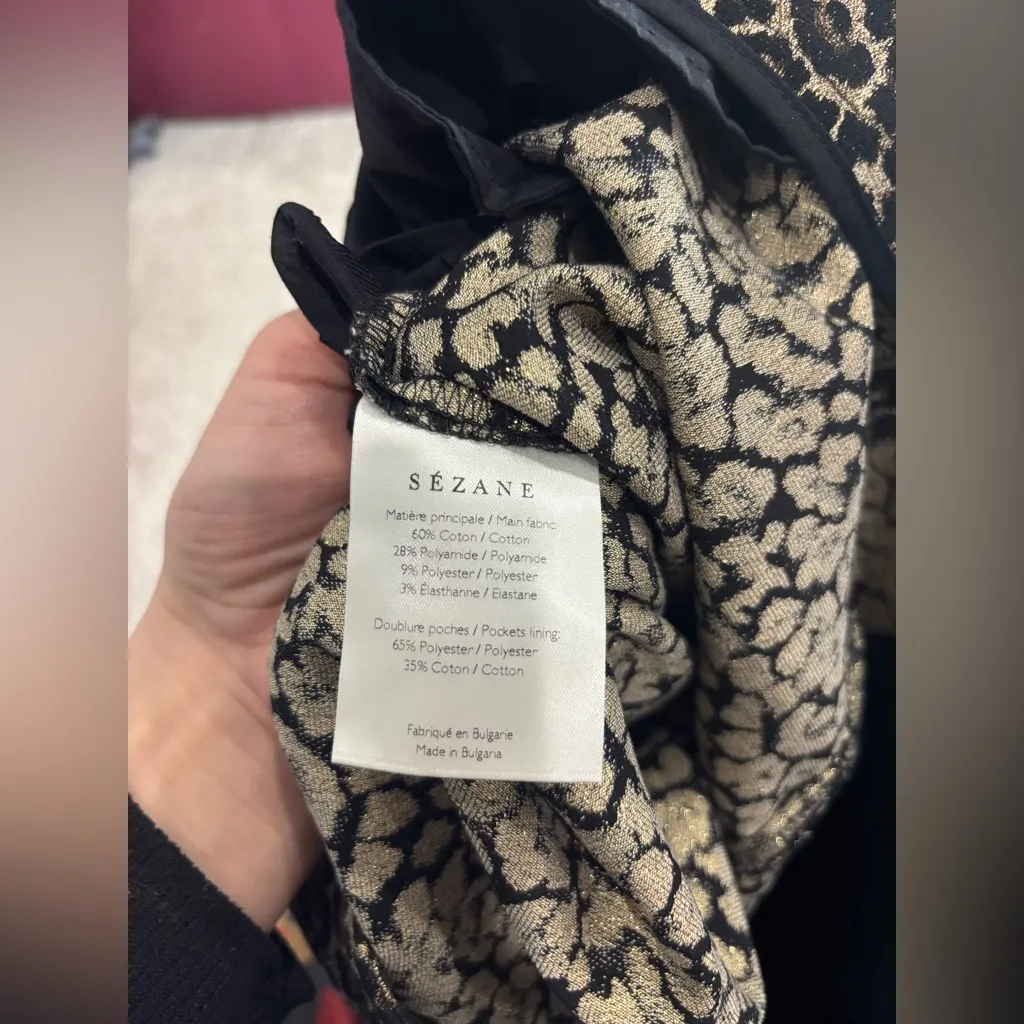 SÉZANE
Matière principale / Main fabric:
60% Coton / Cotton
28% Polyamide / Polyamide
9% Polyester / Polyester
3% Élasthanne / Elastane
Doublure poches / Pockets lining:
65% Polyester / Polyester
35% Coton / Cotton
Fabriqué en Bulgarie
Made in Bulgaria